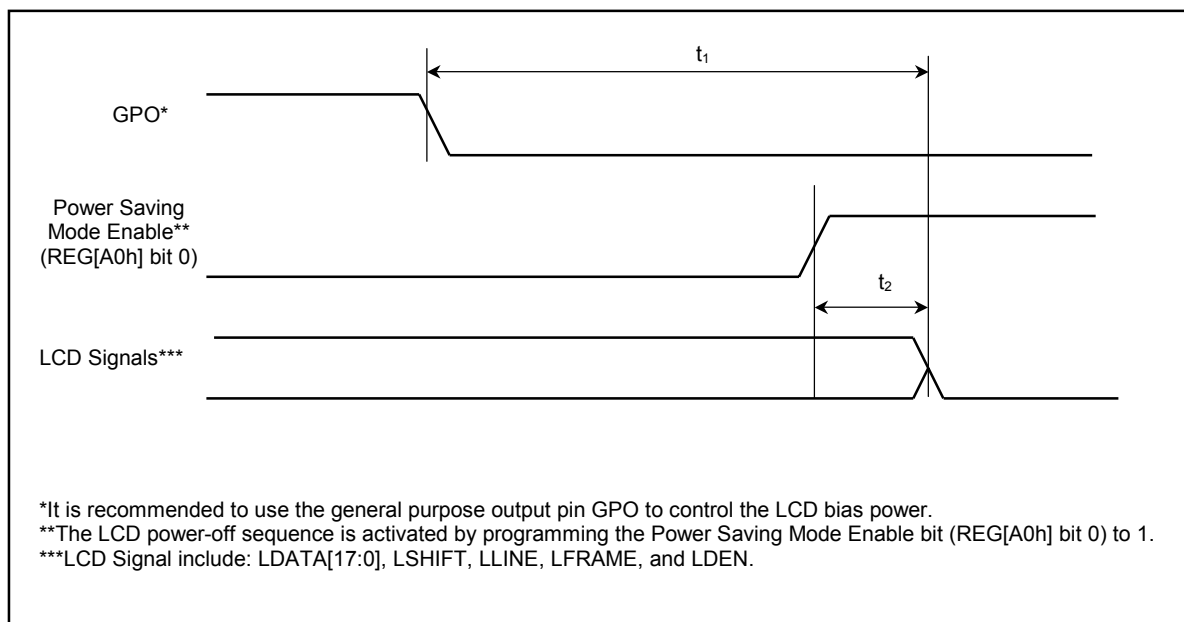 t₁
GPO*
Power Saving
Mode Enable**
(REG[A0h] bit 0)
t₂
LCD Signals***
*It is recommended to use the general purpose output pin GPO to control the LCD bias power.
**The LCD power-off sequence is activated by programming the Power Saving Mode Enable bit (REG[A0h] bit 0) to 1.
***LCD Signal include: LDATA[17:0], LSHIFT, LLINE, LFRAME, and LDEN.